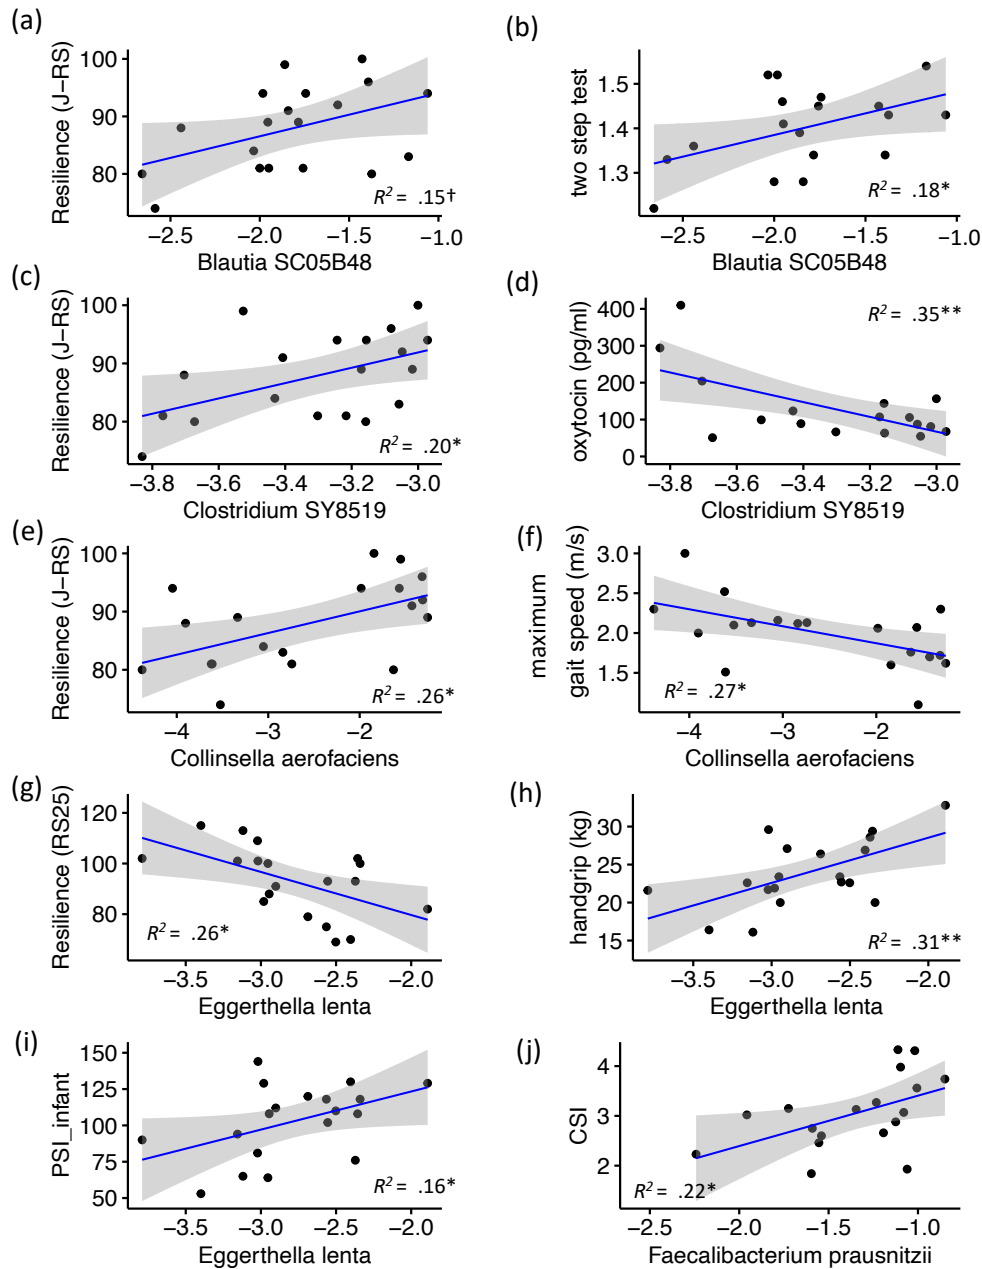 (a)
Resilience (J−RS)
100
90
80
R² = .15†
−2.5
−2.0
−1.5
−1.0
Blautia SC05B48
(b)
two step test
1.5
1.4
1.3
R² = .18*
−2.5
−2.0
−1.5
−1.0
Blautia SC05B48
(c)
Resilience (J−RS)
100
90
80
R² = .20*
−3.8
−3.6
−3.4
−3.2
−3.0
Clostridium SY8519
(d)
oxytocin (pg/ml)
400
300
200
100
0
R² = .35**
−3.8
−3.6
−3.4
−3.2
−3.0
Clostridium SY8519
(e)
Resilience (J−RS)
100
90
80
R² = .26*
−4
−3
−2
Collinsella aerofaciens
(f)
maximum
gait speed (m/s)
3.0
2.5
2.0
1.5
R² = .27*
−4
−3
−2
Collinsella aerofaciens
(g)
Resilience (RS25)
120
100
80
R² = .26*
−3.5
−3.0
−2.5
−2.0
Eggerthella lenta
(h)
handgrip (kg)
30
25
20
15
R² = .31**
−3.5
−3.0
−2.5
−2.0
Eggerthella lenta
(i)
PSI_infant
150
125
100
75
50
R² = .16*
−3.5
−3.0
−2.5
−2.0
Eggerthella lenta
(j)
CSI
4
3
2
R² = .22*
−2.5
−2.0
−1.5
−1.0
Faecalibacterium prausnitzii